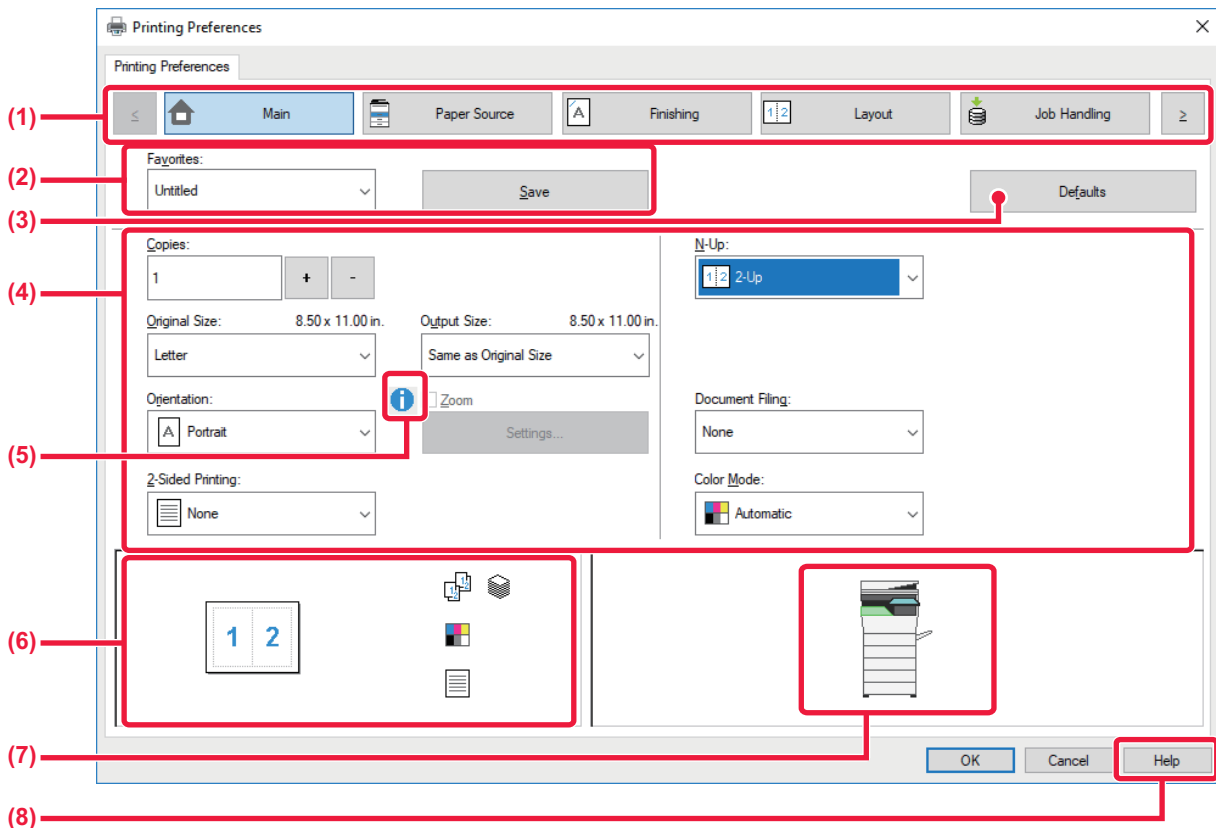 Printing Preferences
Printing Preferences
(1)
<
Main
Paper Source
Finishing
Layout
Job Handling
>
(2)
Favorites:
Untitled
Save
(3)
Defaults
(4)
Copies:
1
+
-
N-Up:
2-Up
Original Size: 8.50 x 11.00 in.
Output Size: 8.50 x 11.00 in.
Letter
Same as Original Size
(5)
Orientation:
Zoom
Document Filing:
Portrait
Settings...
None
2-Sided Printing:
Color Mode:
None
Automatic
(6)
1 2
(7)
OK
Cancel
Help
(8)